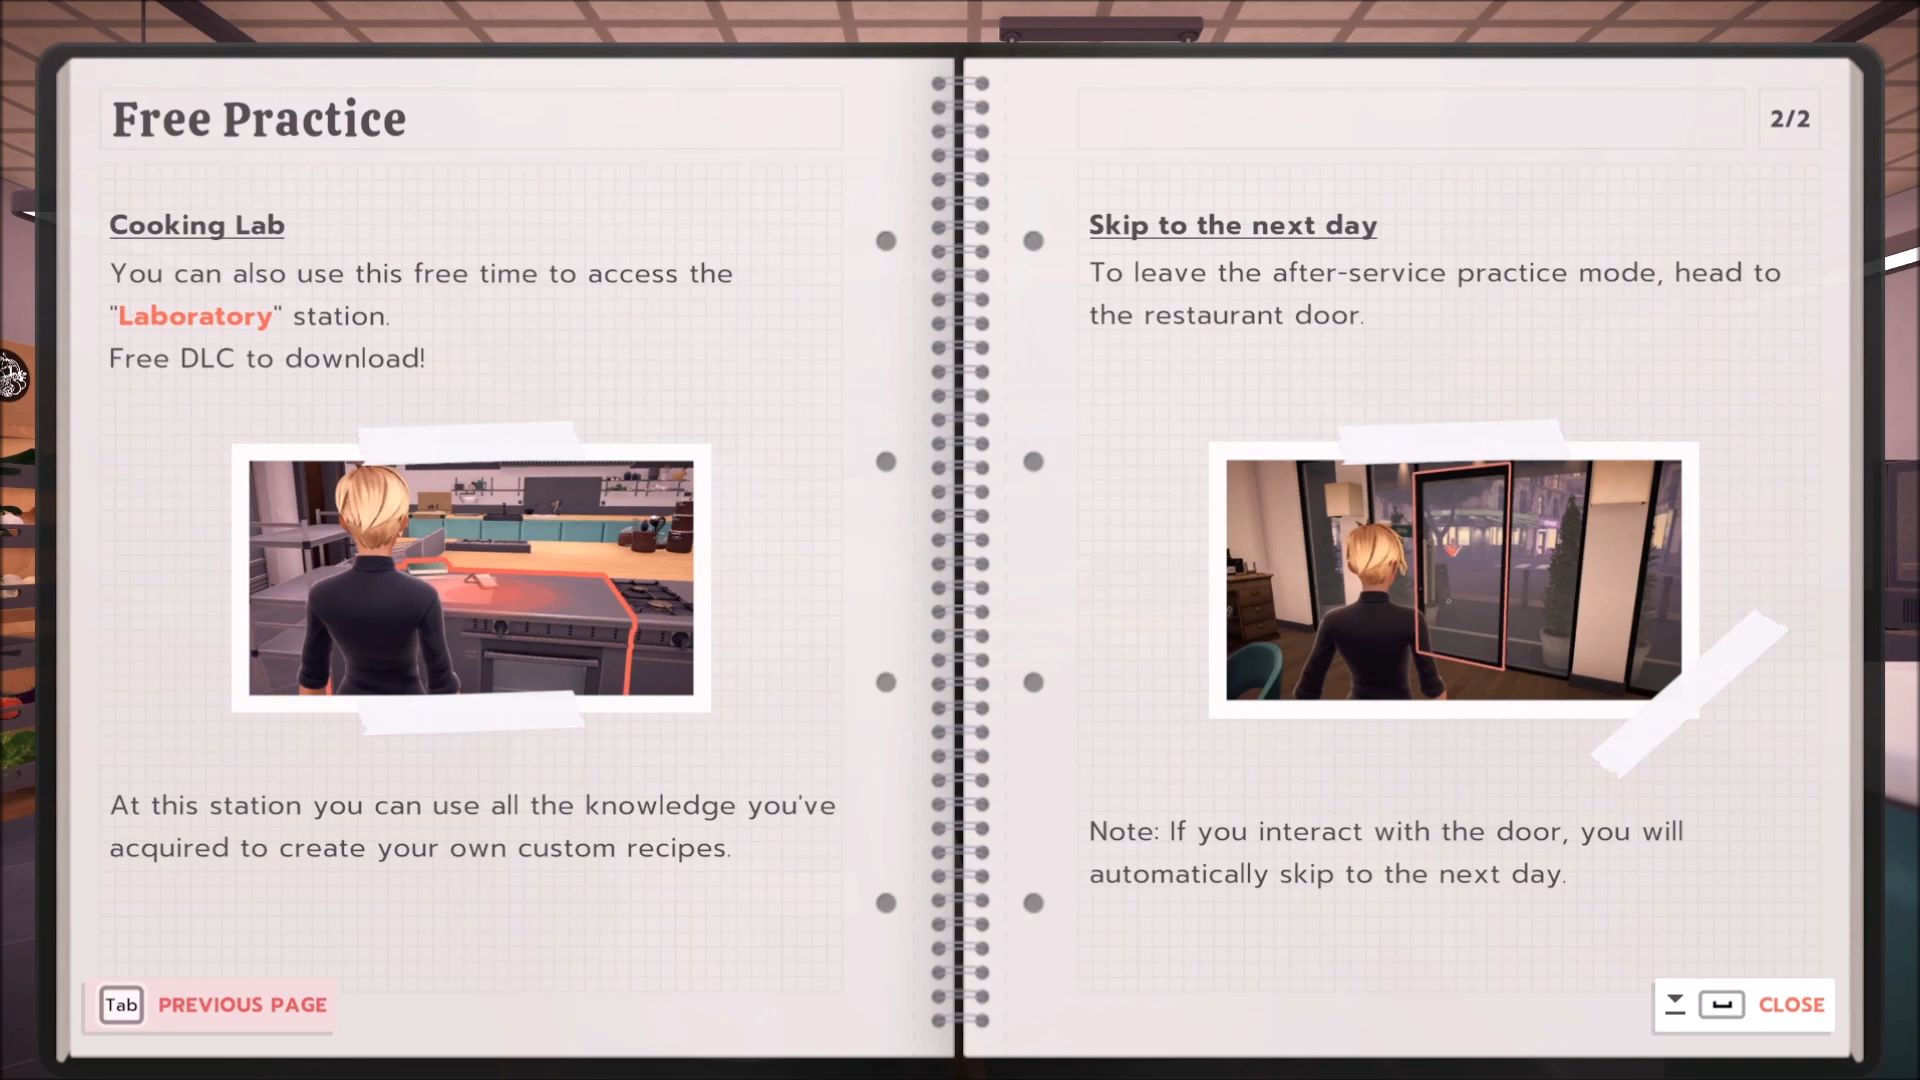 Free Practice
2/2
Cooking Lab
You can also use this free time to access the
"Laboratory" station.
Free DLC to download!
At this station you can use all the knowledge you've
acquired to create your own custom recipes.
Skip to the next day
To leave the after-service practice mode, head to
the restaurant door.
Note: If you interact with the door, you will
automatically skip to the next day.
Tab PREVIOUS PAGE
CLOSE